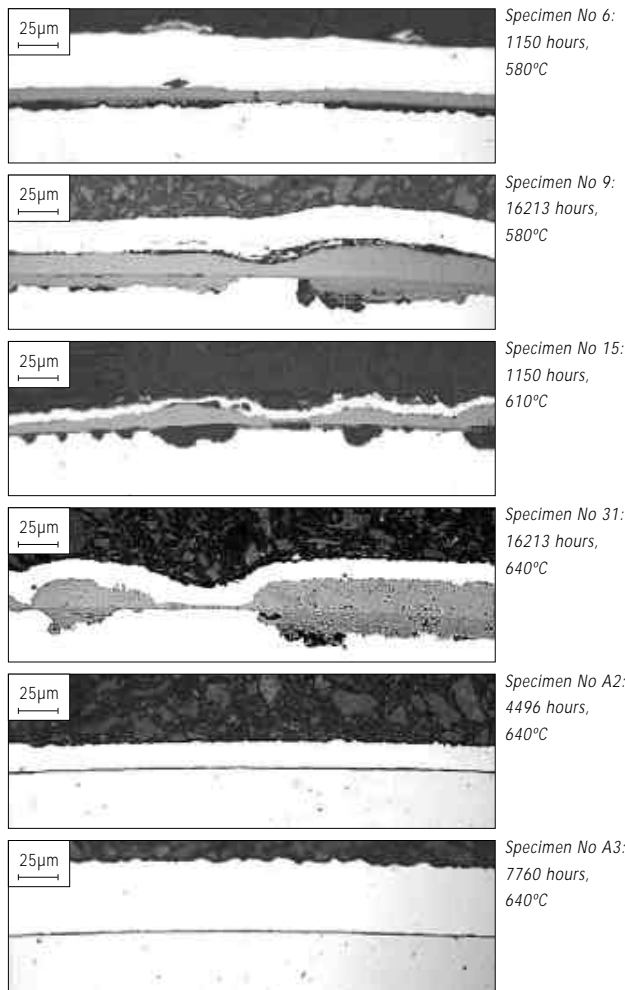 25µm
Specimen No 6:
1150 hours,
580ºC
25µm
Specimen No 9:
16213 hours,
580ºC
25µm
Specimen No 15:
1150 hours,
610ºC
25µm
Specimen No 31:
16213 hours,
640ºC
25µm
Specimen No A2:
4496 hours,
640ºC
25µm
Specimen No A3:
7760 hours,
640ºC